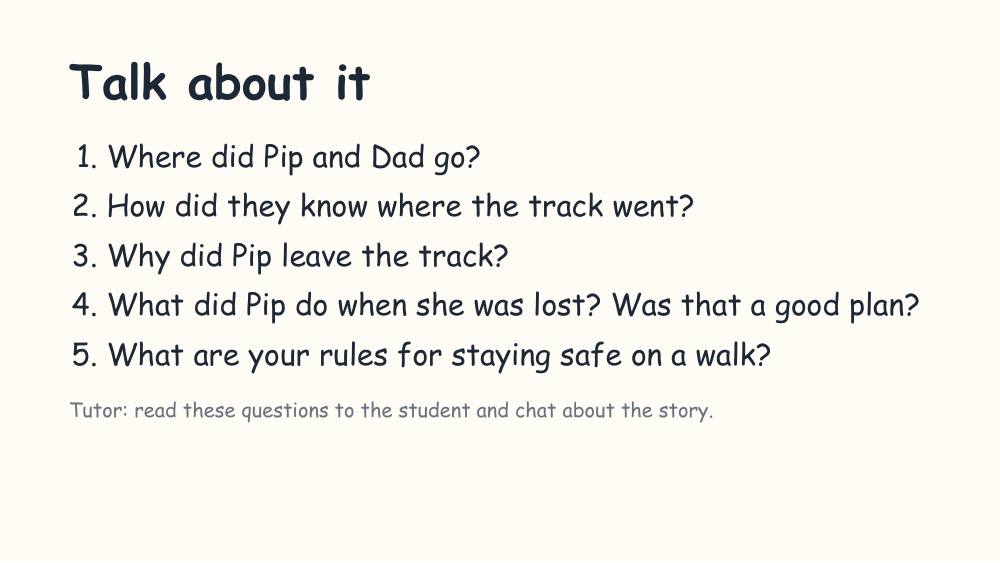 Talk about it
1. Where did Pip and Dad go?
2. How did they know where the track went?
3. Why did Pip leave the track?
4. What did Pip do when she was lost? Was that a good plan?
5. What are your rules for staying safe on a walk?
Tutor: read these questions to the student and chat about the story.